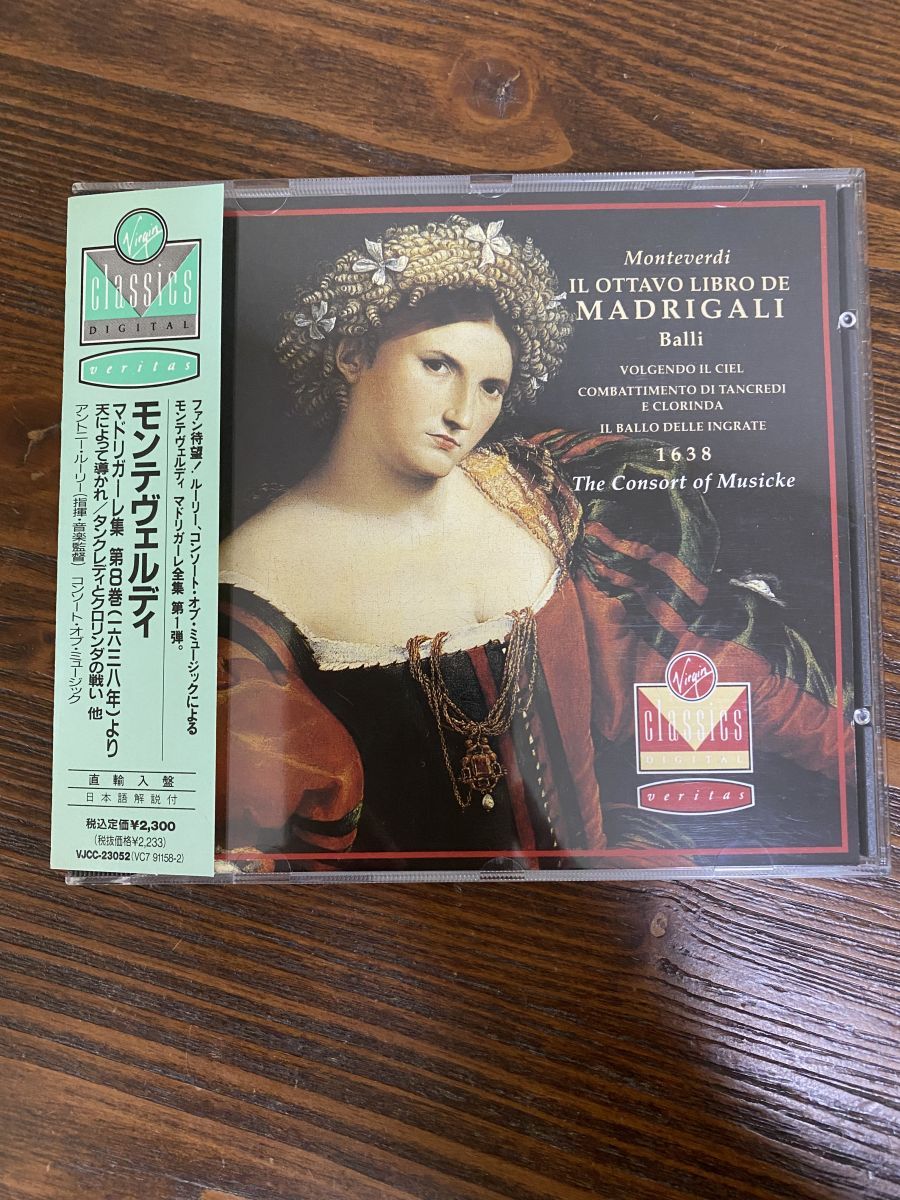 Virgin
classics
DIGITAL
veritas
ファン待望！ルーリー、コンソート・オブ・ミュージックによる
モンテヴェルディ マドリガーレ全集 第1弾。
モンテヴェルディ
マドリガーレ集 第8巻（一六三八年）より
天によって導かれ／タンクレディとクロリンダの戦い 他
アントニー・ルーリー（指揮・音楽監督） コンソート・オブ・ミュージック
直輸入盤
日本語解説付
税込定価¥2,300
(税抜価格¥2,233)
VJCC-23052(VC7 91158-2)
Monteverdi
IL OTTAVO LIBRO DE
MADRIGALI
Balli
VOLGENDO IL CIEL
COMBATTIMENTO DI TANCREDI
E CLORINDA
IL BALLO DELLE INGRATE
1638
The Consort of Musicke
Virgin
classics
DIGITAL
veritas